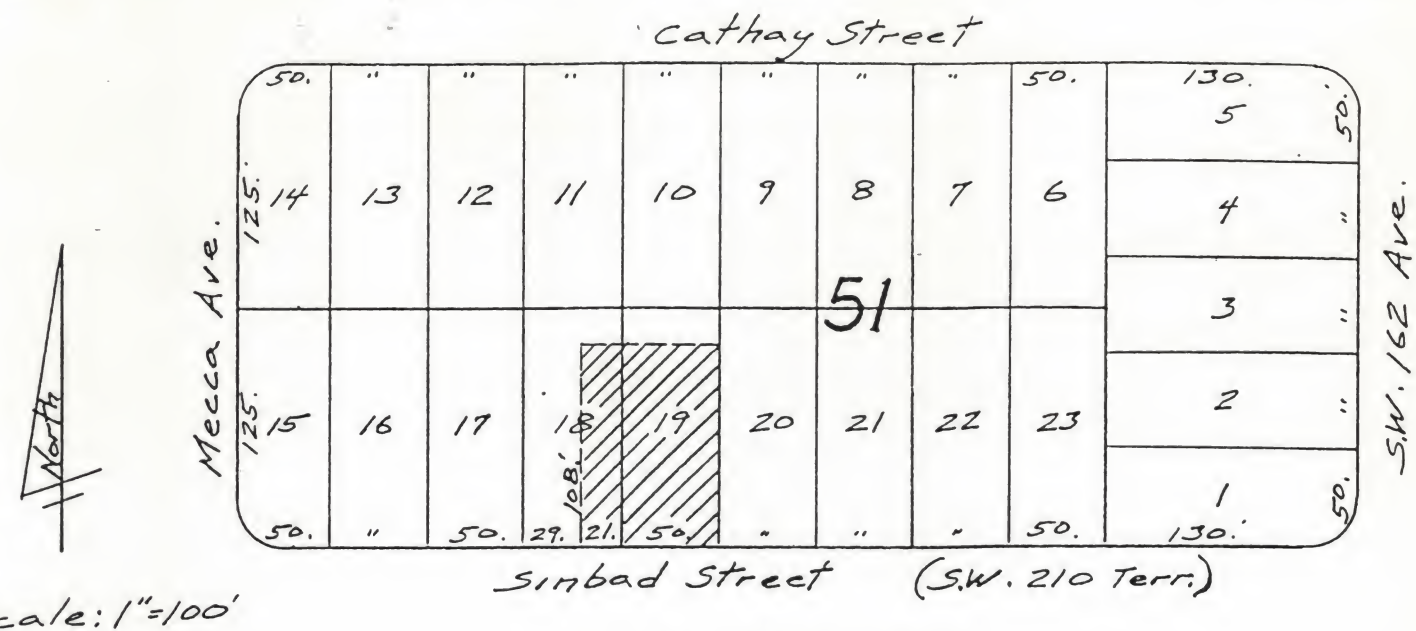 Cathay Street
50. " " " " " " " 50. 130.
5
50.
125. 14 13 12 11 10 9 8 7 6
4 "
Mecca Ave.
S.W. 162 Ave.
51
3 "
North
2 "
125. 15 16 17 18 19 20 21 22 23
108.'
1
50.
50. " 50. 29. 21. 50. " " " 50. 130.'
Sinbad Street (S.W. 210 Terr.)
cale: 1"=100'